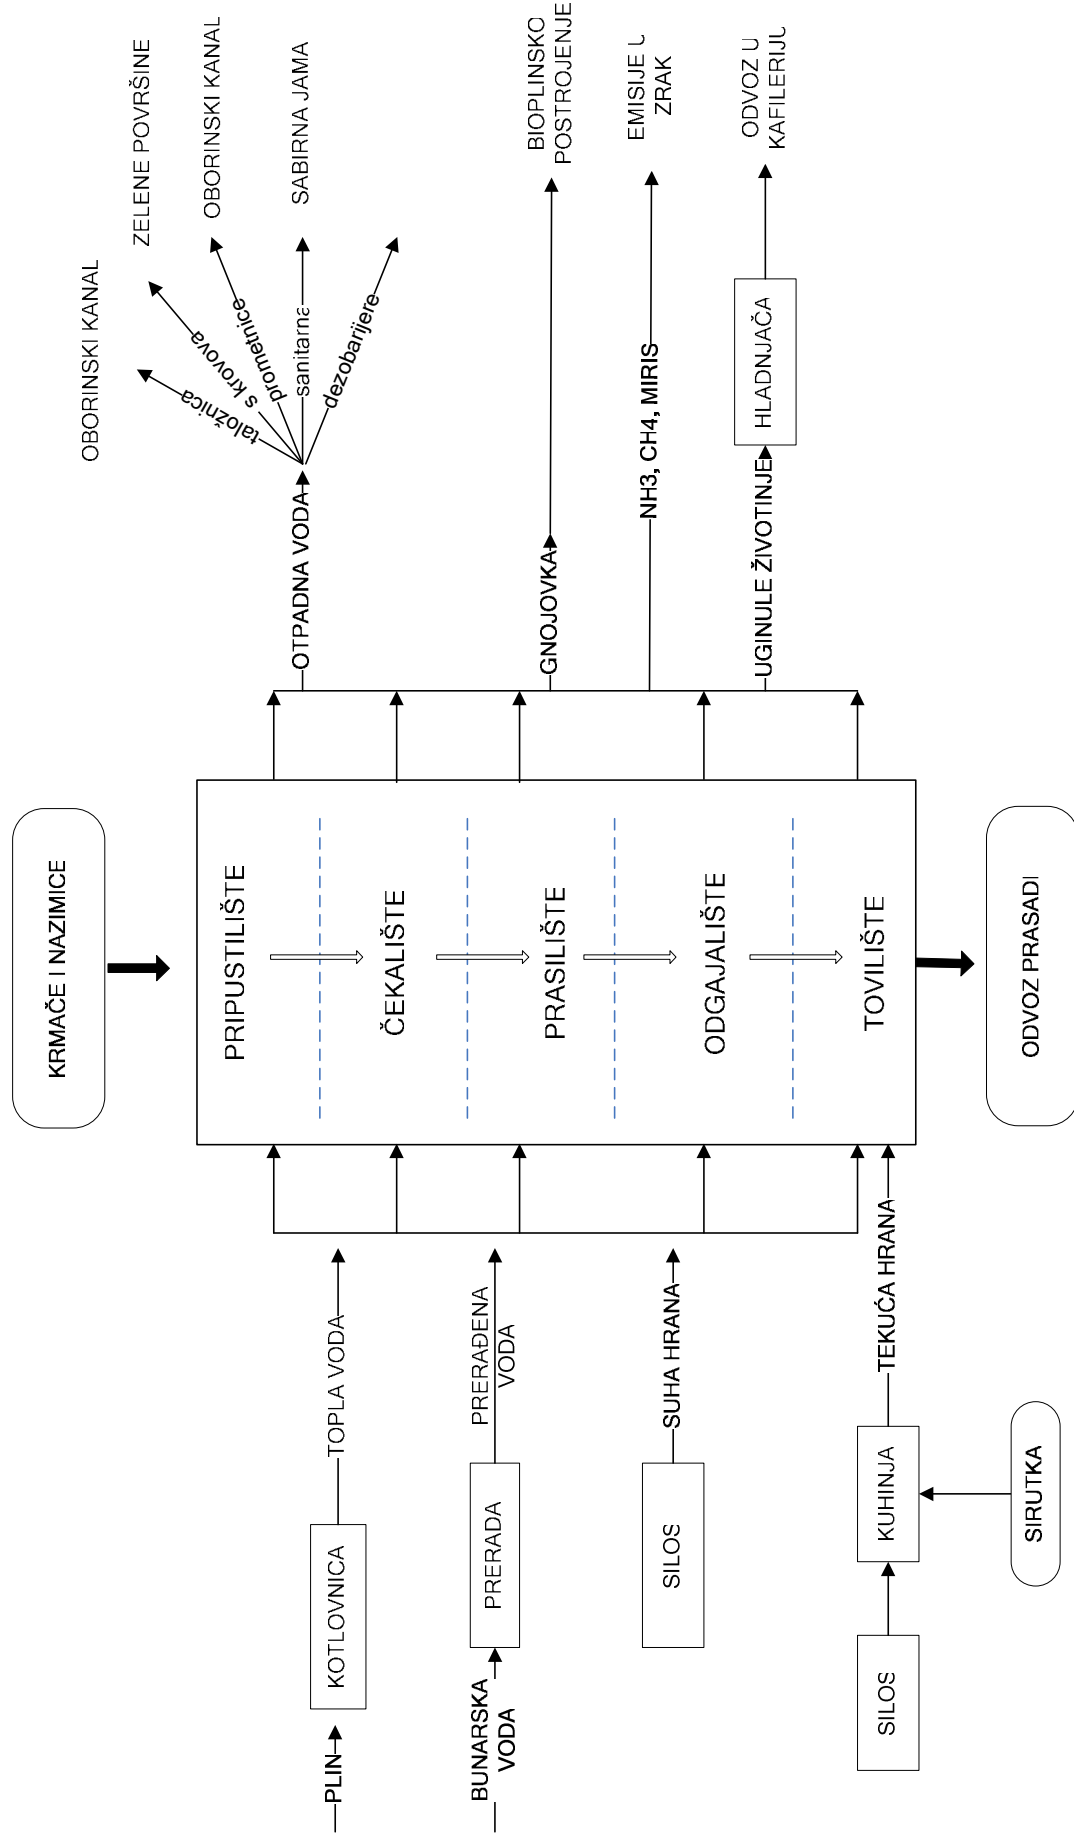 KRMAČE I NAZIMICE
PLIN
KOTLOVNICA
TOPLA VODA
BUNARSKA
VODA
PRERADA
PRERAĐENA
VODA
SILOS
SUHA HRANA
SILOS
KUHINJA
SIRUTKA
TEKUĆA HRANA
PRIPUSTILIŠTE
ČEKALIŠTE
PRASILIŠTE
ODGAJALIŠTE
TOVILIŠTE
ODVOZ PRASADI
OTPADNA VODA
taložnica
OBORINSKI KANAL
s krovova
ZELENE POVRŠINE
prometnice
OBORINSKI KANAL
sanitarna
SABIRNA JAMA
dezobarijere
GNOJOVKA
BIOPLINSKO
POSTROJENJE
NH3, CH4, MIRIS
EMISIJE U
ZRAK
UGINULE ŽIVOTINJE
HLADNJAČA
ODVOZ U
KAFILERIJU